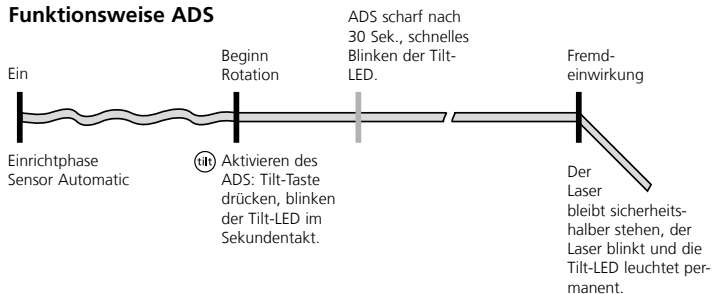 Funktionsweise ADS
Ein
Beginn
Rotation
ADS scharf nach
30 Sek., schnelles
Blinken der Tilt-
LED.
Fremd-
einwirkung
Einrichtphase
Sensor Automatic
tilt
Aktivieren des
ADS: Tilt-Taste
drücken, blinken
der Tilt-LED im
Sekundentakt.
Der
Laser
bleibt sicherheits-
halber stehen, der
Laser blinkt und die
Tilt-LED leuchtet per-
manent.